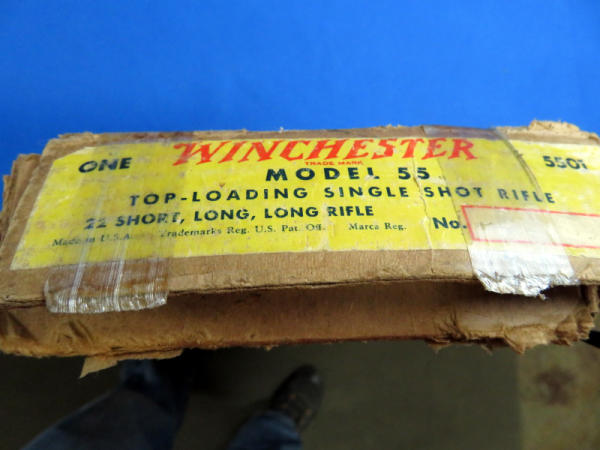 ONE WINCHESTER 5501
TRADE MARK
MODEL 55
TOP-LOADING SINGLE SHOT RIFLE
22 SHORT, LONG, LONG RIFLE
Made in U.S.A. Trademarks Reg. U.S. Pat. Off. Marca Reg. No.